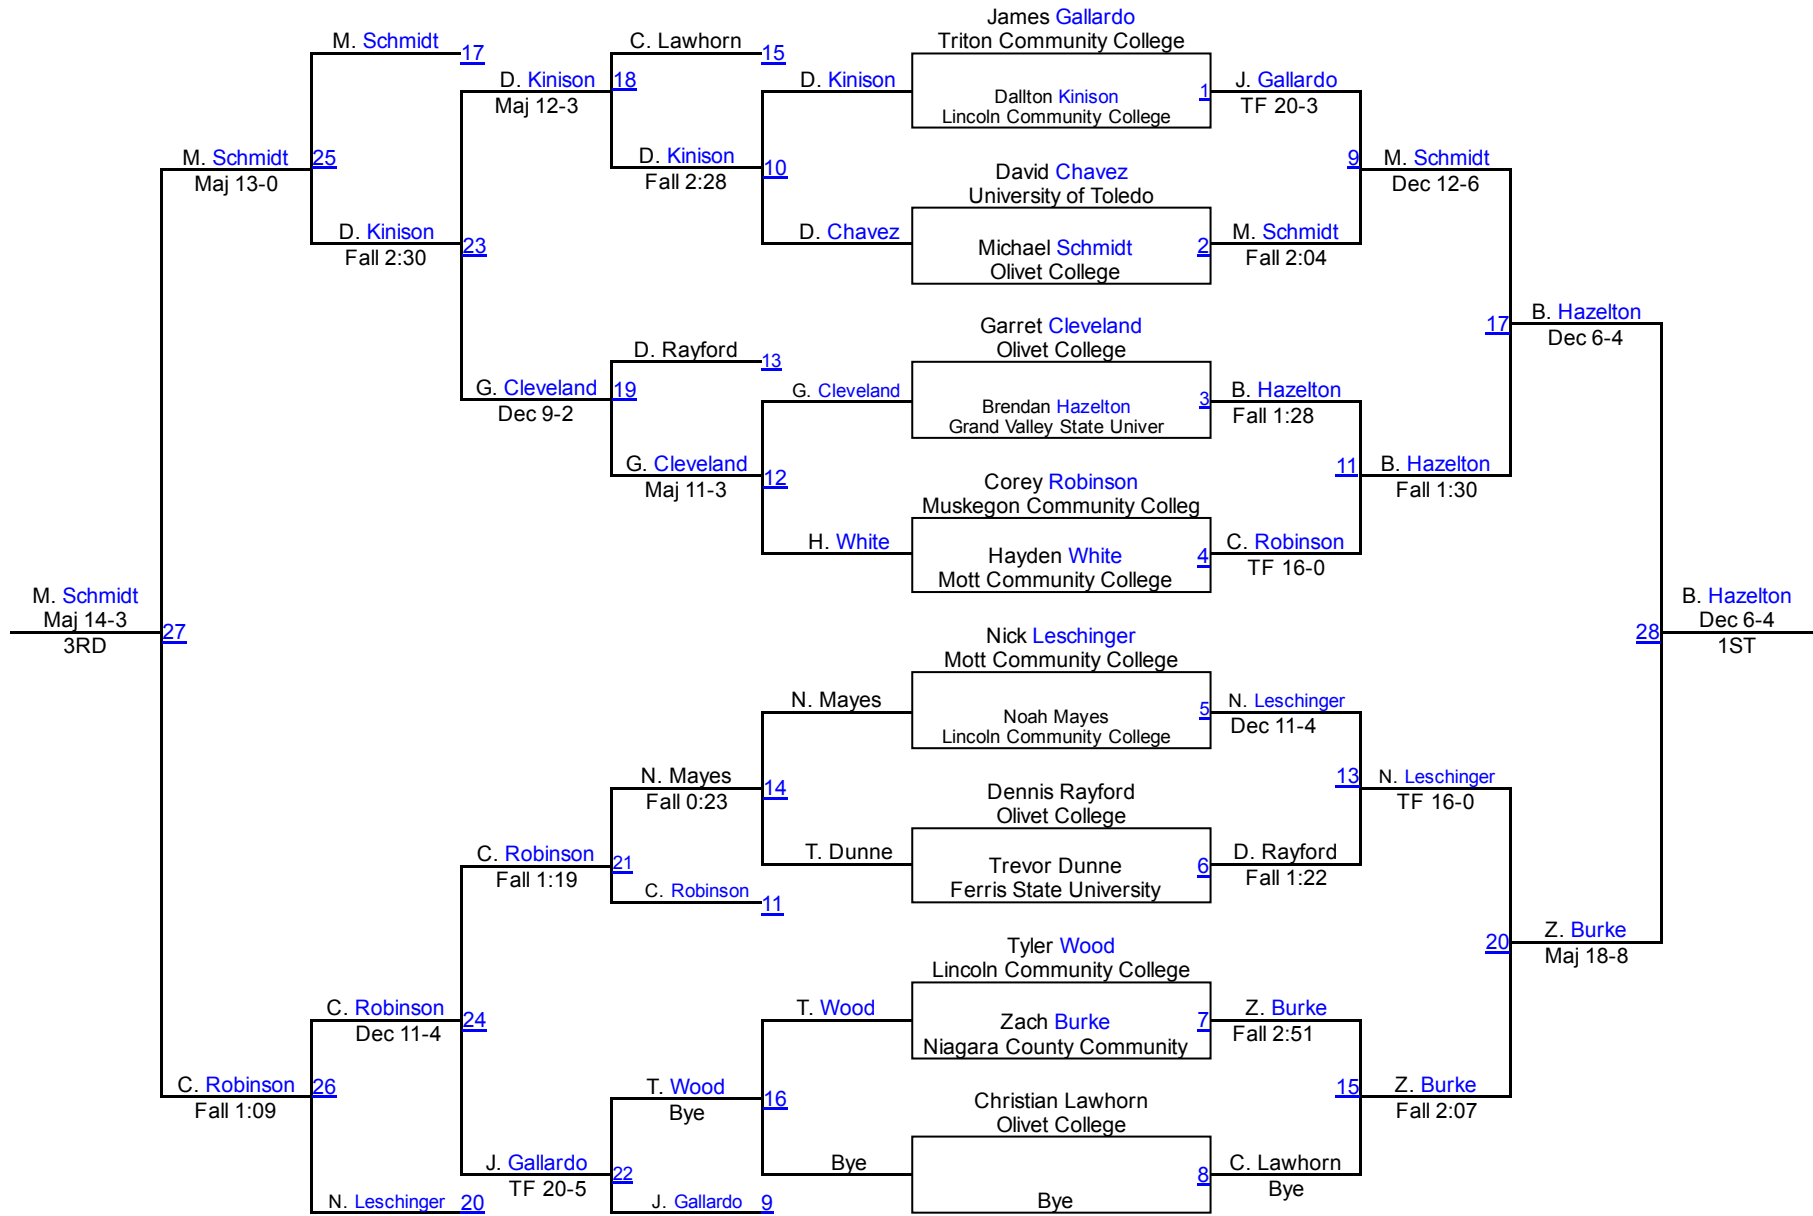 James Gallardo
Triton Community College
M. Schmidt
17
C. Lawhorn
15
D. Kinison
Maj 12-3
18
D. Kinison
Dallton Kinison
Lincoln Community College
1
J. Gallardo
TF 20-3
M. Schmidt
Maj 13-0
25
D. Kinison
Fall 2:28
10
David Chavez
University of Toledo
9
M. Schmidt
Dec 12-6
D. Kinison
Fall 2:30
23
D. Chavez
Michael Schmidt
Olivet College
2
M. Schmidt
Fall 2:04
Garret Cleveland
Olivet College
17
B. Hazelton
Dec 6-4
D. Rayford
13
G. Cleveland
Dec 9-2
19
G. Cleveland
Brendan Hazelton
Grand Valley State Univer
3
B. Hazelton
Fall 1:28
G. Cleveland
Maj 11-3
12
Corey Robinson
Muskegon Community Colleg
11
B. Hazelton
Fall 1:30
H. White
Hayden White
Mott Community College
4
C. Robinson
TF 16-0
M. Schmidt
Maj 14-3
3RD
27
Nick Leschinger
Mott Community College
28
B. Hazelton
Dec 6-4
1ST
N. Mayes
Noah Mayes
Lincoln Community College
5
N. Leschinger
Dec 11-4
N. Mayes
Fall 0:23
14
Dennis Rayford
Olivet College
13
N. Leschinger
TF 16-0
C. Robinson
Fall 1:19
21
T. Dunne
Trevor Dunne
Ferris State University
6
D. Rayford
Fall 1:22
C. Robinson
11
Tyler Wood
Lincoln Community College
20
Z. Burke
Maj 18-8
C. Robinson
Dec 11-4
24
T. Wood
Zach Burke
Niagara County Community
7
Z. Burke
Fall 2:51
C. Robinson
Fall 1:09
26
T. Wood
Bye
16
Christian Lawhorn
Olivet College
15
Z. Burke
Fall 2:07
J. Gallardo
TF 20-5
22
Bye
Bye
8
C. Lawhorn
Bye
N. Leschinger
20
J. Gallardo
9